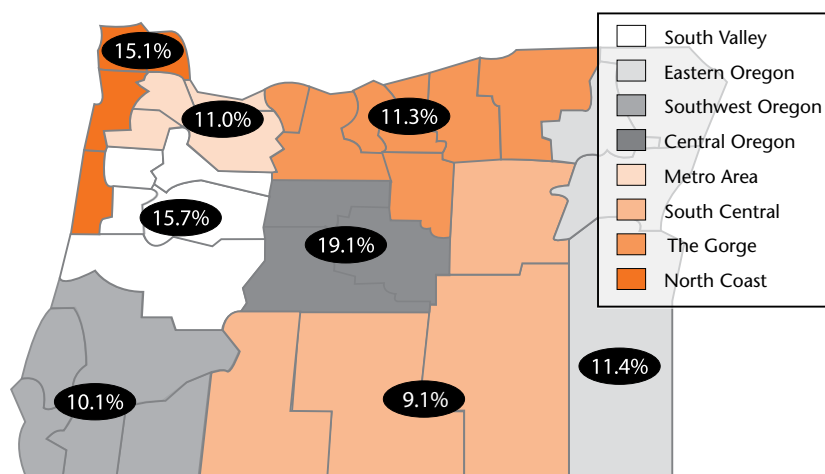 15.1%
11.0%
11.3%
15.7%
19.1%
10.1%
9.1%
11.4%
South Valley
Eastern Oregon
Southwest Oregon
Central Oregon
Metro Area
South Central
The Gorge
North Coast